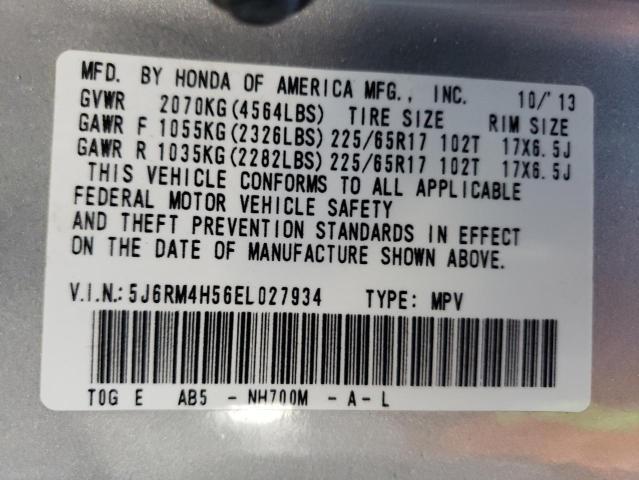 MFD. BY HONDA OF AMERICA MFG., INC. 10/'13
GVWR 2070KG(4564LBS) TIRE SIZE RIM SIZE
GAWR F 1055KG(2326LBS) 225/65R17 102T 17X6.5J
GAWR R 1035KG(2282LBS) 225/65R17 102T 17X6.5J
THIS VEHICLE CONFORMS TO ALL APPLICABLE
FEDERAL MOTOR VEHICLE SAFETY
AND THEFT PREVENTION STANDARDS IN EFFECT
ON THE DATE OF MANUFACTURE SHOWN ABOVE.
V.I.N.: 5J6RM4H56EL027934 TYPE: MPV
T0G E AB5 - NH700M - A - L